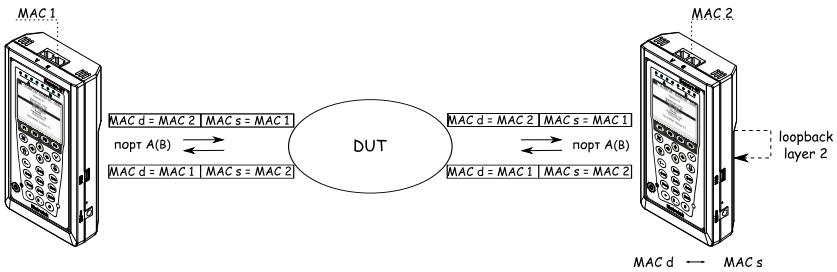 MAC 1
MAC 2
MAC d = MAC 2 MAC s = MAC 1
MAC d = MAC 2 MAC s = MAC 1
порт A(B)
DUT
порт A(B)
loopback
layer 2
MAC d = MAC 1 MAC s = MAC 2
MAC d = MAC 1 MAC s = MAC 2
MAC d ↔ MAC s